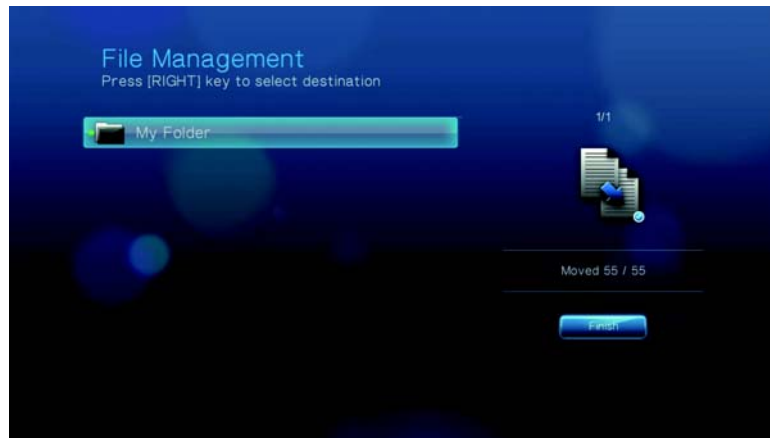 File Management
Press [RIGHT] key to select destination
My Folder
1/1
Moved 55 / 55
Finish